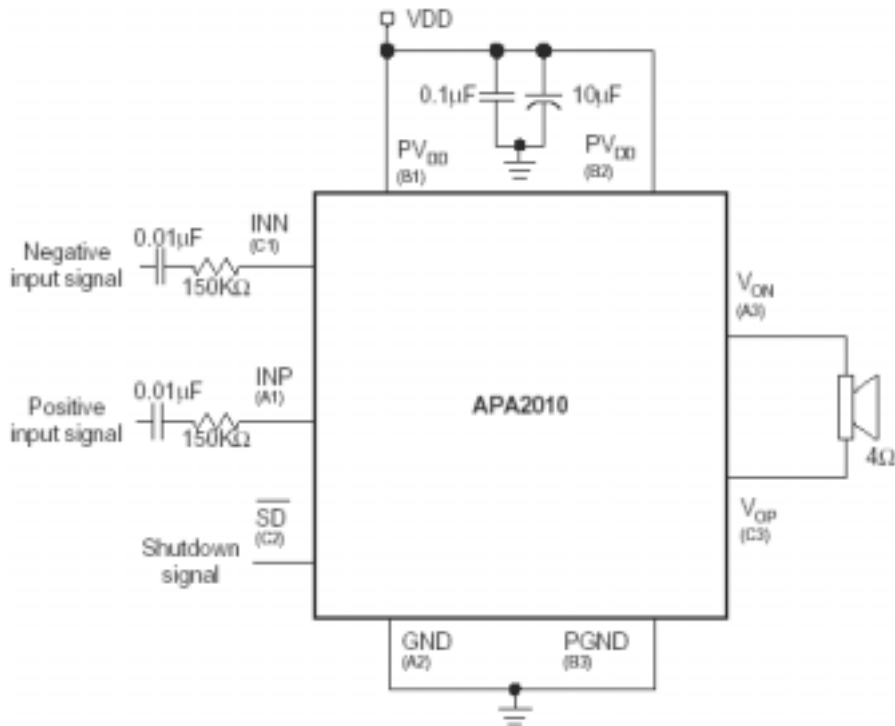 VDD
0.1µF
10µF
PVDD
(B1)
PVDD
(B2)
INN
(C1)
0.01µF
Negative
input signal
150KΩ
VON
(A3)
INP
(A1)
0.01µF
Positive
input signal
150KΩ
APA2010
4Ω
SD
(C2)
Shutdown
signal
VOP
(C3)
GND
(A2)
PGND
(B3)